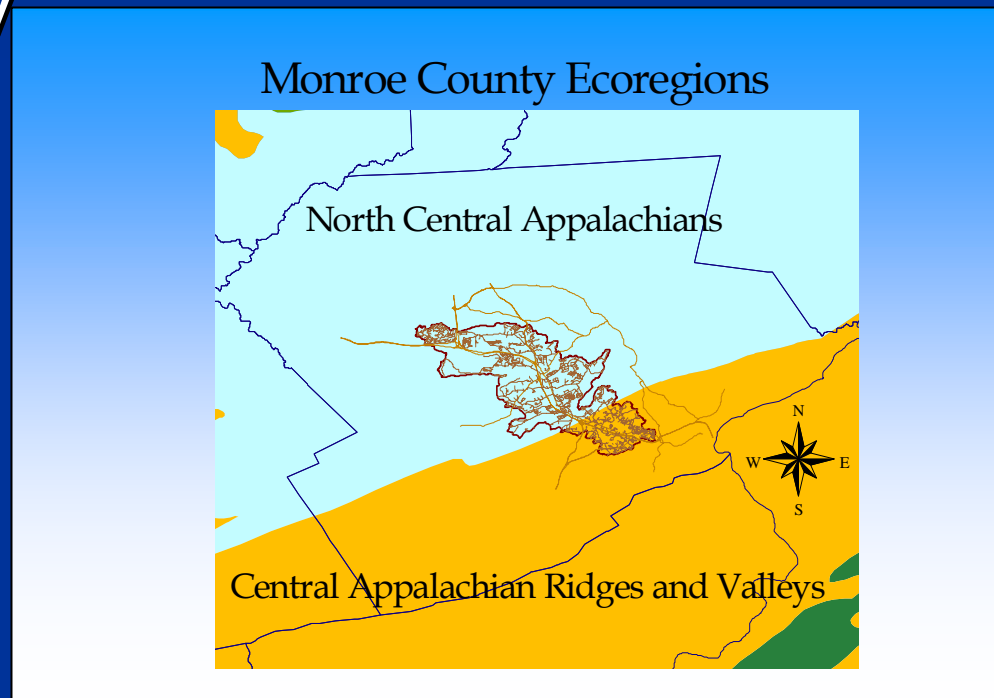 Monroe County Ecoregions
North Central Appalachians
N
W E
S
Central Appalachian Ridges and Valleys